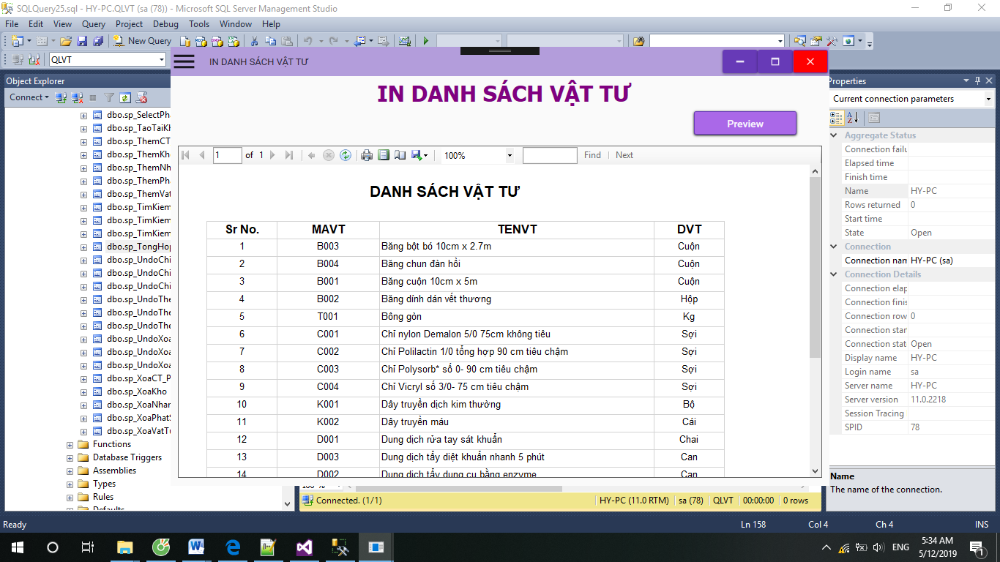 SQLQuery25.sql - HY-PC.QLVT (sa (78)) - Microsoft SQL Server Management Studio
File Edit View Query Project Debug Tools Window Help
New Query
QLVT
IN DANH SÁCH VẬT TƯ
Object Explorer
Connect
dbo.sp_SelectPh
dbo.sp_TaoTaiKh
dbo.sp_ThemCT
dbo.sp_ThemKho
dbo.sp_ThemNh
dbo.sp_ThemPha
dbo.sp_ThemVat
dbo.sp_TimKiem
dbo.sp_TimKiem
dbo.sp_TimKiem
dbo.sp_TongHop
dbo.sp_UndoChi
dbo.sp_UndoChi
dbo.sp_UndoChi
dbo.sp_UndoThe
dbo.sp_UndoThe
dbo.sp_UndoThe
dbo.sp_UndoXoa
dbo.sp_UndoXoa
dbo.sp_UndoXoa
dbo.sp_XoaCT_P
dbo.sp_XoaKho
dbo.sp_XoaNhan
dbo.sp_XoaPhatS
dbo.sp_XoaVatTu
Functions
Database Triggers
Assemblies
Types
Rules
Defaults
IN DANH SÁCH VẬT TƯ
Preview
1 of 1 100% Find | Next
DANH SÁCH VẬT TƯ
Sr No. MAVT TENVT DVT
1 B003 Băng bột bó 10cm x 2.7m Cuộn
2 B004 Băng chun đàn hồi Cuộn
3 B001 Băng cuộn 10cm x 5m Cuộn
4 B002 Băng dính dán vết thương Hộp
5 T001 Bông gòn Kg
6 C001 Chỉ nylon Demalon 5/0 75cm không tiêu Sợi
7 C002 Chỉ Polilactin 1/0 tổng hợp 90 cm tiêu chậm Sợi
8 C003 Chỉ Polysorb* số 0- 90 cm tiêu chậm Sợi
9 C004 Chỉ Vicryl số 3/0- 75 cm tiêu chậm Sợi
10 K001 Dây truyền dịch kim thường Bộ
11 K002 Dây truyền máu Cái
12 D001 Dung dịch rửa tay sát khuẩn Chai
13 D003 Dung dịch tẩy diệt khuẩn nhanh 5 phút Can
14 D002 Dung dịch tẩy dụng cụ bằng enzyme Can
100 %
Connected. (1/1) HY-PC (11.0 RTM) sa (78) QLVT 00:00:00 0 rows
Properties
Current connection parameters
Aggregate Status
Connection failu
Elapsed time
Finish time
Name HY-PC
Rows returned 0
Start time
State Open
Connection
Connection nam HY-PC (sa)
Connection Details
Connection elap
Connection finis
Connection row 0
Connection star
Connection stat Open
Display name HY-PC
Login name sa
Server name HY-PC
Server version 11.0.2218
Session Tracing
SPID 78
Name
The name of the connection.
Ready Ln 158 Col 4 Ch 4 INS
ENG 5:34 AM
5/12/2019
1